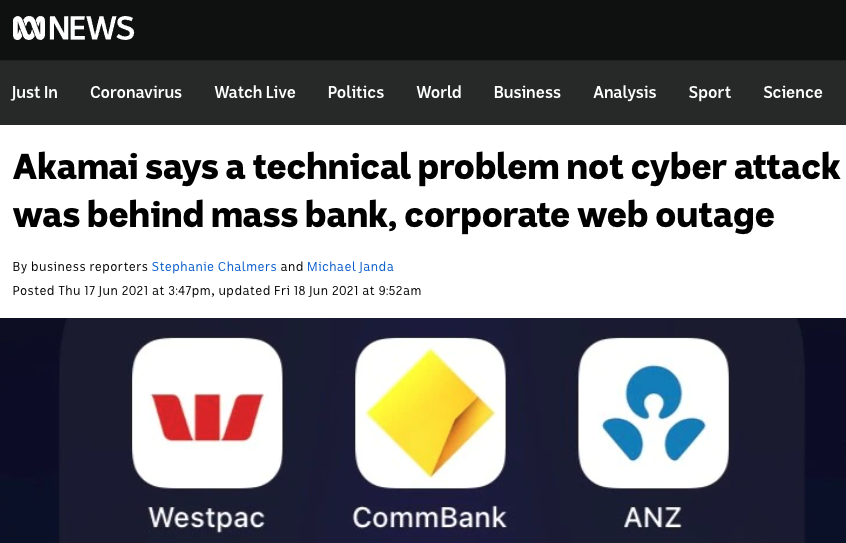 NEWS
Just In Coronavirus Watch Live Politics World Business Analysis Sport Science
Akamai says a technical problem not cyber attack
was behind mass bank, corporate web outage
By business reporters Stephanie Chalmers and Michael Janda
Posted Thu 17 Jun 2021 at 3:47pm, updated Fri 18 Jun 2021 at 9:52am
Westpac CommBank ANZ